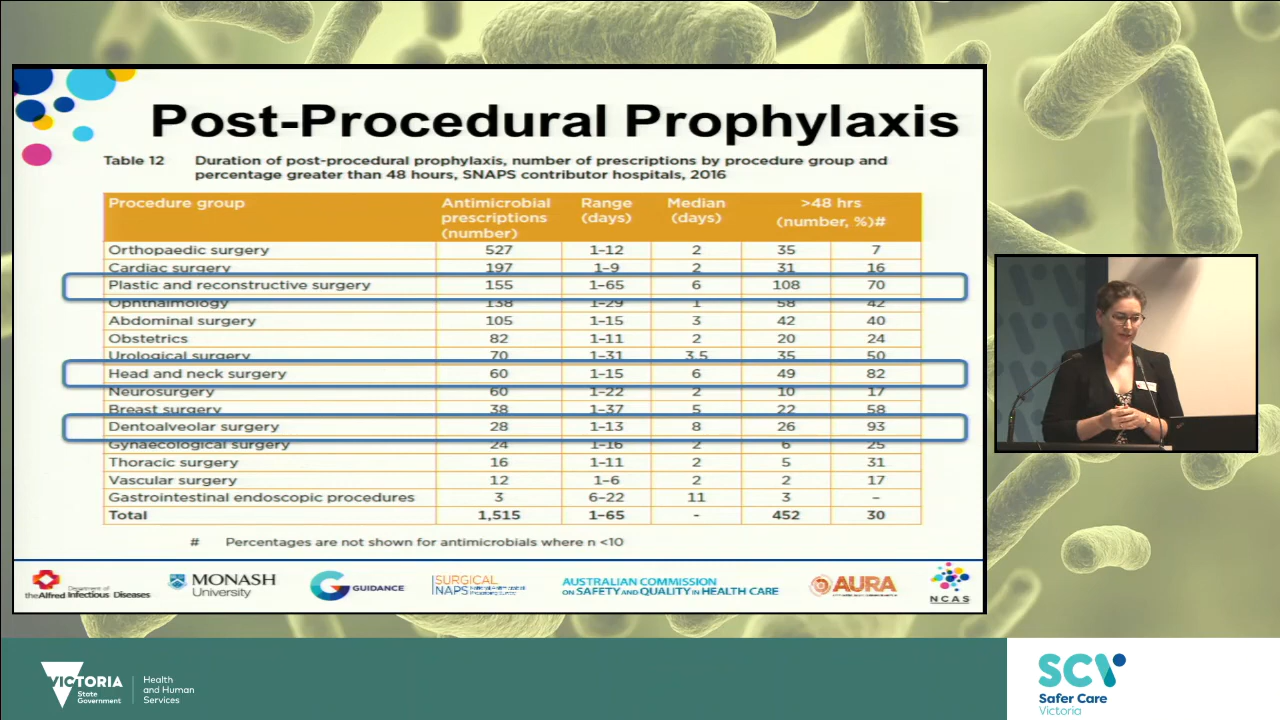 Post-Procedural Prophylaxis
Table 12 Duration of post-procedural prophylaxis, number of prescriptions by procedure group and
percentage greater than 48 hours, SNAPS contributor hospitals, 2016
Procedure group Antimicrobial prescriptions (number) Range (days) Median (days) >48 hrs (number, %)#
Orthopaedic surgery 527 1–12 2 35 7
Cardiac surgery 197 1–9 2 31 16
Plastic and reconstructive surgery 155 1–65 6 108 70
Ophthalmology 138 1–29 1 58 42
Abdominal surgery 105 1–15 3 42 40
Obstetrics 82 1–11 2 20 24
Urological surgery 70 1–31 3.5 35 50
Head and neck surgery 60 1–15 6 49 82
Neurosurgery 60 1–22 2 10 17
Breast surgery 38 1–37 5 22 58
Dentoalveolar surgery 28 1–13 8 26 93
Gynaecological surgery 24 1–16 2 6 25
Thoracic surgery 16 1–11 2 5 31
Vascular surgery 12 1–6 2 2 17
Gastrointestinal endoscopic procedures 3 6–22 11 3 –
Total 1,515 1–65 - 452 30
# Percentages are not shown for antimicrobials where n <10
Department of
theAlfred Infectious Diseases
MONASH
University
GUIDANCE
SURGICAL
NAPS
AUSTRALIAN COMMISSION
ON SAFETY AND QUALITY IN HEALTH CARE
AURA
NCAS
VICTORIA
State
Government
Health
and Human
Services
SCV
Safer Care
Victoria